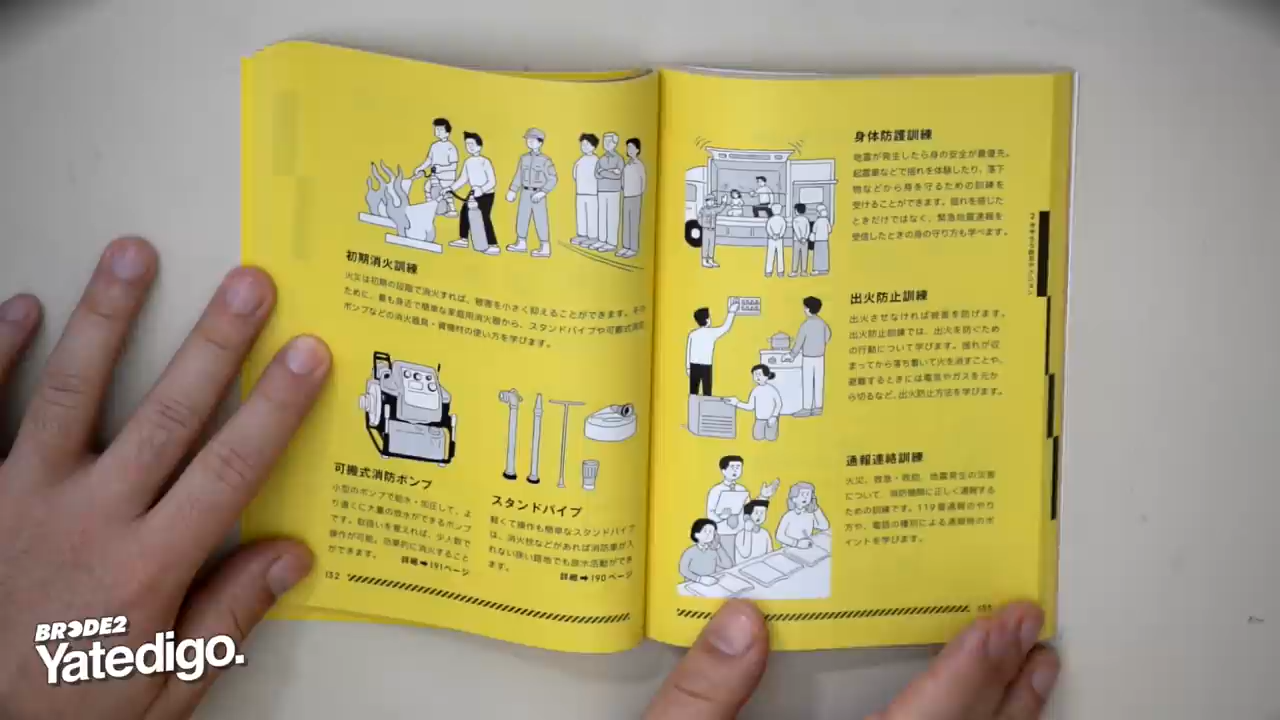 初期消火訓練
火災は初期の段階で消火すれば、被害を小さく抑えることができます。その
ために、最も身近で簡単な家庭用消火器から、スタンドパイプや可搬式消防
ポンプなどの消火器具・資機材の使い方を学びます。
可搬式消防ポンプ
小型のポンプで給水・加圧して、よ
り遠くに大量の放水ができるポンプ
です。取扱いを覚えれば、少人数で
操作が可能。効果的に消火すること
ができます。
詳細➡191ページ
スタンドパイプ
軽くて操作も簡単なスタンドパイプ
は、消火栓などがあれば消防車が入
れない狭い路地でも放水活動ができ
ます。
詳細➡190ページ
132
身体防護訓練
地震が発生したら身の安全が最優先。
起震車などで揺れを体験したり、落下
物などから身を守るための訓練を
受けることができます。揺れを感じた
ときだけではなく、緊急地震速報を
受信したときの身の守り方も学べます。
出火防止訓練
出火させなければ被害を防げます。
出火防止訓練では、出火を防ぐため
の行動について学びます。揺れが収
まってから落ち着いて火を消すことや、
避難するときには電気やガスを元か
ら切るなど、出火防止方法を学びます。
通報連絡訓練
火災、救急・救助、地震発生の災害
について、消防機関に正しく通報する
ための訓練です。119番通報のやり
方や、電話の種別による通報時のポ
イントを学びます。
133
BRODE2
Yatedigo.